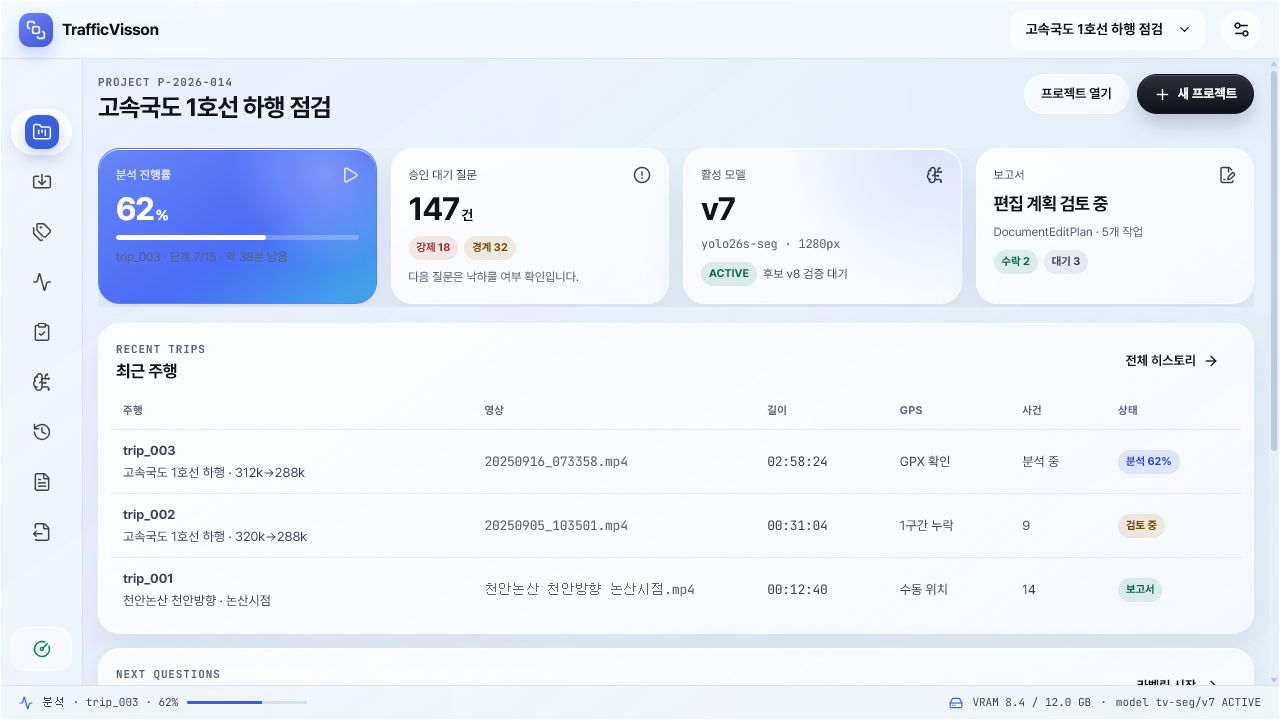 TrafficVisson
고속국도 1호선 하행 점검
PROJECT P-2026-014
고속국도 1호선 하행 점검
프로젝트 열기
새 프로젝트
분석 진행률
62%
trip_003 · 단계 7/15 · 약 38분 남음
승인 대기 질문
147건
강제 18 경계 32
다음 질문은 낙하물 여부 확인입니다.
활성 모델
v7
yolo26s-seg · 1280px
ACTIVE 후보 v8 검증 대기
보고서
편집 계획 검토 중
DocumentEditPlan · 5개 작업
수락 2 대기 3
RECENT TRIPS
최근 주행
전체 히스토리
주행 영상 길이 GPS 사건 상태
trip_003
고속국도 1호선 하행 · 312k→288k
20250916_073358.mp4 02:58:24 GPX 확인 분석 중 분석 62%
trip_002
고속국도 1호선 하행 · 320k→288k
20250905_103501.mp4 00:31:04 1구간 누락 9 검토 중
trip_001
천안논산 천안방향 · 논산시점
천안논산 천안방향 논산시점.mp4 00:12:40 수동 위치 14 보고서
NEXT QUESTIONS
라벨링 시작
분석 · trip_003 · 62%
VRAM 8.4 / 12.0 GB · model tv-seg/v7 ACTIVE